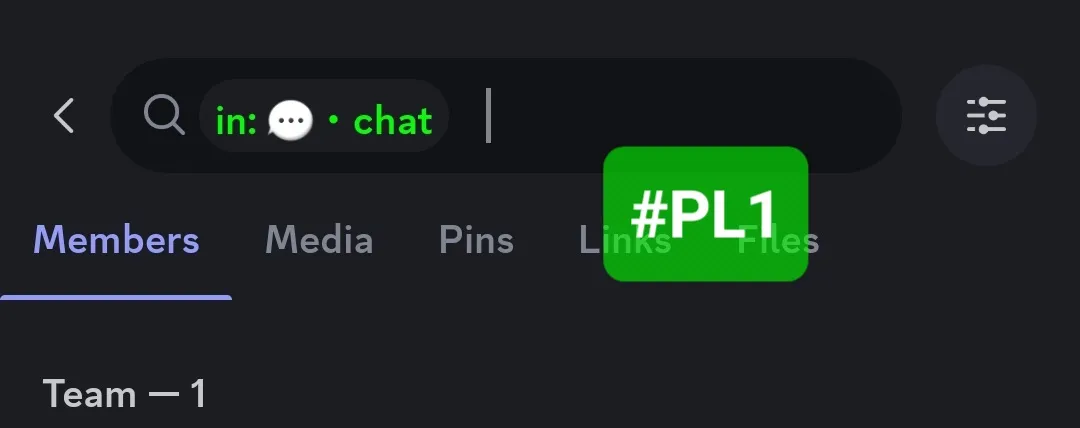 in: 💬 • chat
#PL1
Members Media Pins Links Files
Team — 1